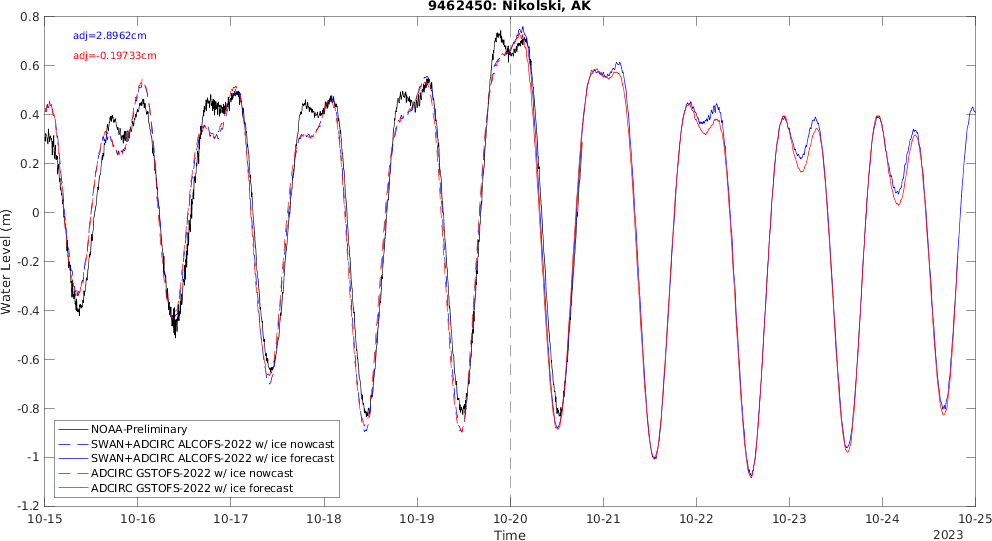 9462450: Nikolski, AK
adj=2.8962cm
adj=-0.19733cm
0.8
0.6
0.4
0.2
0
-0.2
-0.4
-0.6
-0.8
-1
-1.2
Water Level (m)
NOAA-Preliminary
SWAN+ADCIRC ALCOFS-2022 w/ ice nowcast
SWAN+ADCIRC ALCOFS-2022 w/ ice forecast
ADCIRC GSTOFS-2022 w/ ice nowcast
ADCIRC GSTOFS-2022 w/ ice forecast
10-15 10-16 10-17 10-18 10-19 10-20 10-21 10-22 10-23 10-24 10-25
Time
2023